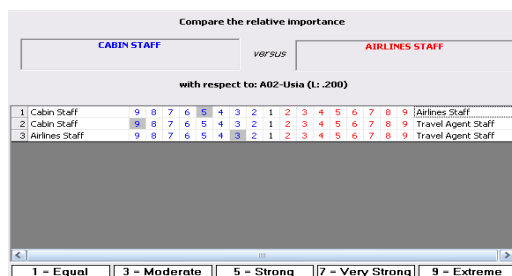 Compare the relative importance
CABIN STAFF versus AIRLINES STAFF
with respect to: A02-Usia (L: .200)
1 Cabin Staff 9 8 7 6 5 4 3 2 1 2 3 4 5 6 7 8 9 Airlines Staff
2 Cabin Staff 9 8 7 6 5 4 3 2 1 2 3 4 5 6 7 8 9 Travel Agent Staff
3 Airlines Staff 9 8 7 6 5 4 3 2 1 2 3 4 5 6 7 8 9 Travel Agent Staff
1 = Equal 3 = Moderate 5 = Strong 7 = Very Strong 9 = Extreme